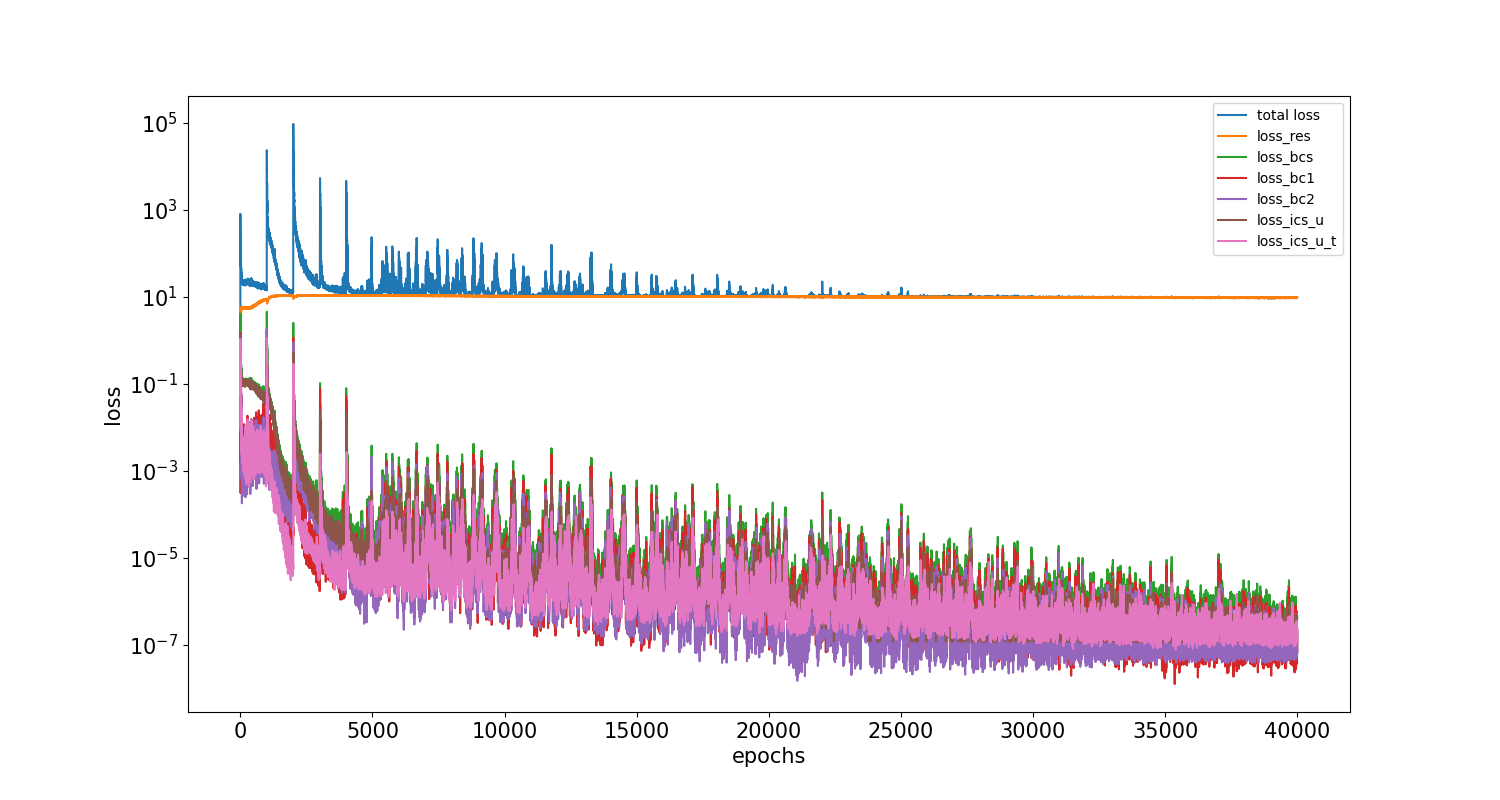 10^5
10^3
10^1
10^−1
10^−3
10^−5
10^−7
loss
total loss
loss_res
loss_bcs
loss_bc1
loss_bc2
loss_ics_u
loss_ics_u_t
0 5000 10000 15000 20000 25000 30000 35000 40000
epochs